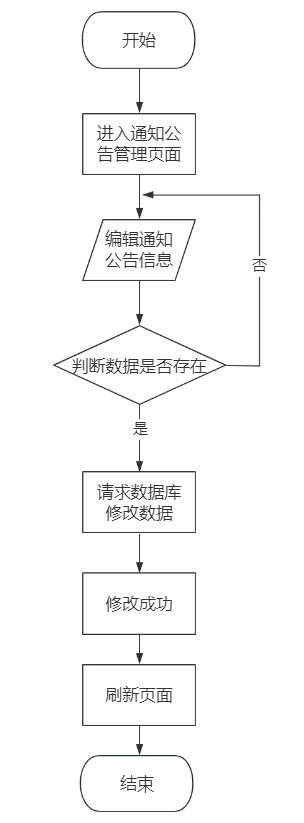 开始
进入通知公
告管理页面
编辑通知
公告信息
否
判断数据是否存在
是
请求数据库
修改数据
修改成功
刷新页面
结束